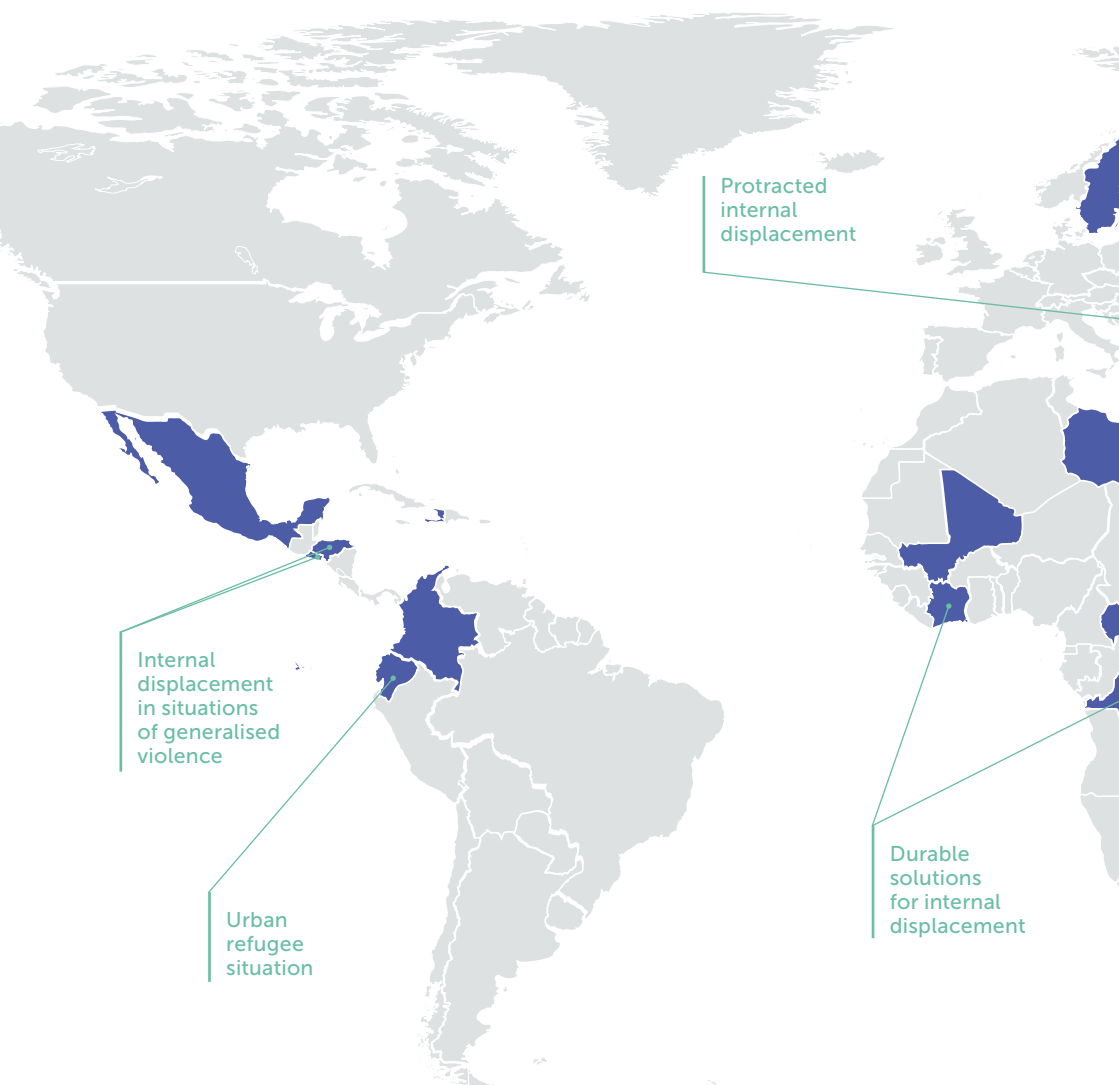 Protracted
internal
displacement
Internal
displacement
in situations
of generalised
violence
Durable
solutions
for internal
displacement
Urban
refugee
situation